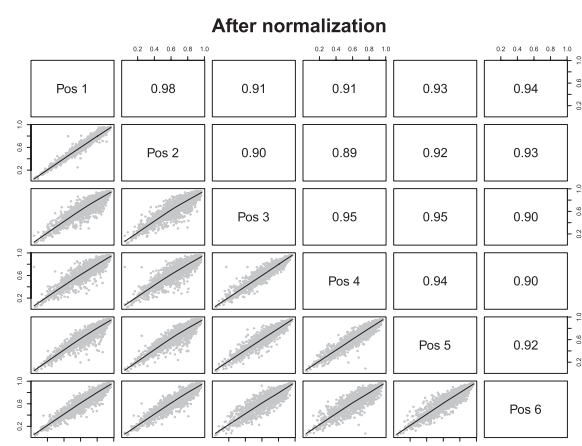 After normalization
0.2 0.4 0.6 0.8 1.0 0.2 0.4 0.6 0.8 1.0 0.2 0.4 0.6 0.8 1.0
Pos 1 0.98 0.91 0.91 0.93 0.94 0.2 0.6 1.0
0.2 0.6 1.0 Pos 2 0.90 0.89 0.92 0.93
Pos 3 0.95 0.95 0.90 0.2 0.6 1.0
0.2 0.6 1.0 Pos 4 0.94 0.90
Pos 5 0.92 0.2 0.6 1.0
0.2 0.6 1.0 Pos 6